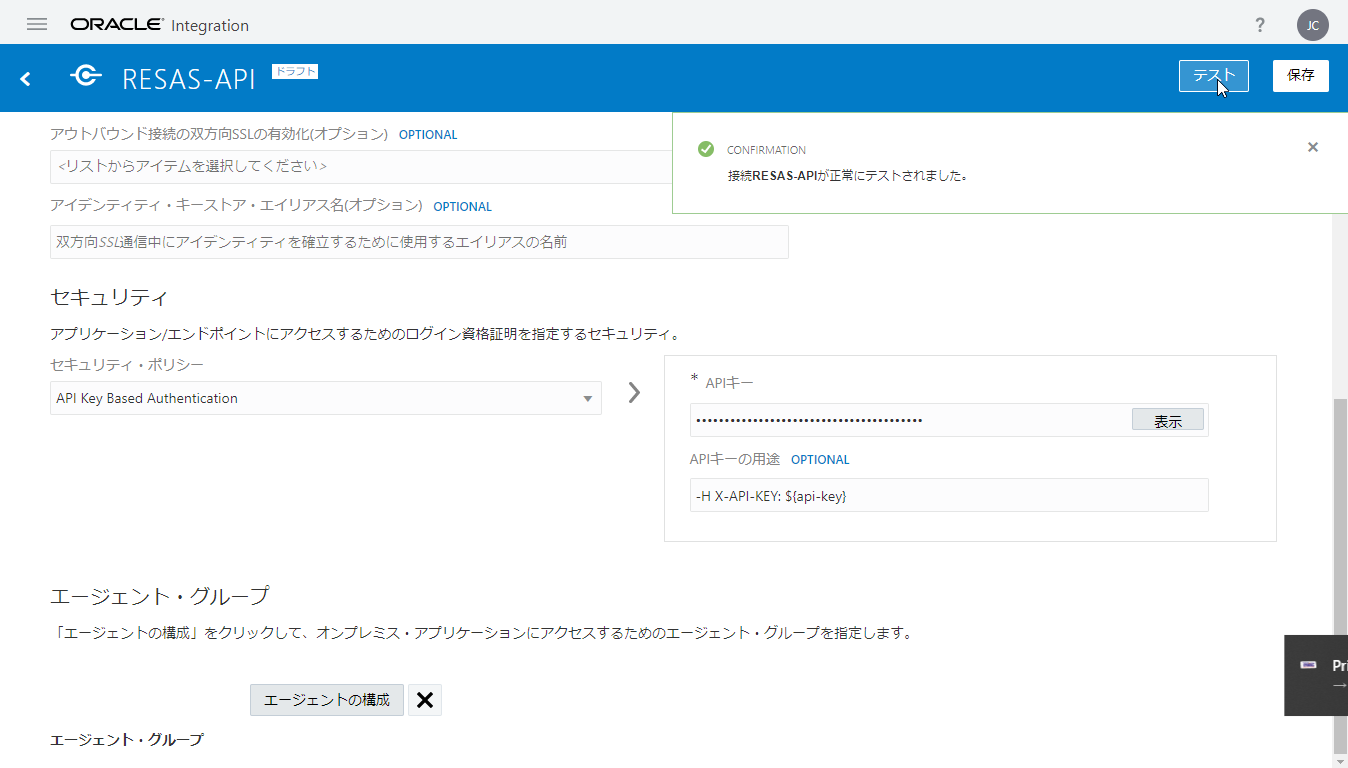 ORACLE Integration
?
JC
RESAS-API ドラフト
テスト
保存
アウトバウンド接続の双方向SSLの有効化(オプション) OPTIONAL
<リストからアイテムを選択してください>
CONFIRMATION
接続RESAS-APIが正常にテストされました。
アイデンティティ・キーストア・エイリアス名(オプション) OPTIONAL
双方向SSL通信中にアイデンティティを確立するために使用するエイリアスの名前
セキュリティ
アプリケーション/エンドポイントにアクセスするためのログイン資格証明を指定するセキュリティ。
セキュリティ・ポリシー
API Key Based Authentication
* APIキー
表示
APIキーの用途 OPTIONAL
-H X-API-KEY: ${api-key}
エージェント・グループ
「エージェントの構成」をクリックして、オンプレミス・アプリケーションにアクセスするためのエージェント・グループを指定します。
Pri
エージェントの構成
エージェント・グループ